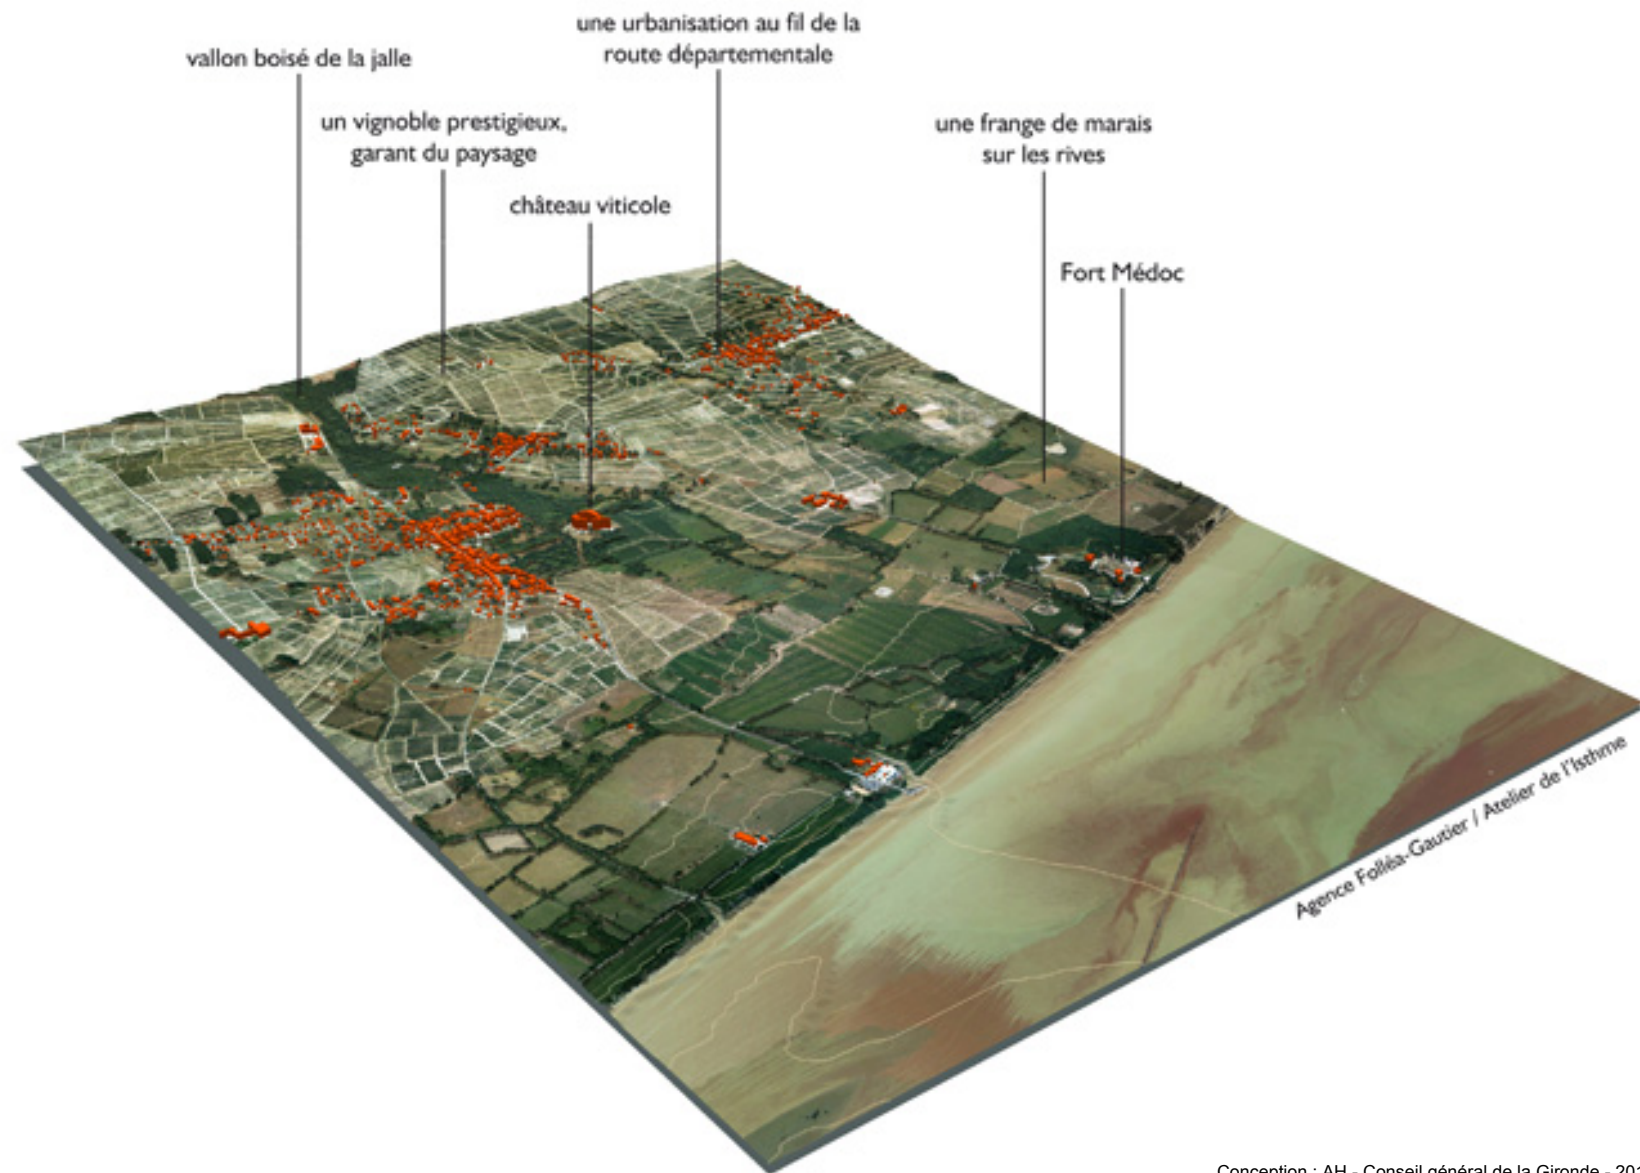 une urbanisation au fil de la
route départementale
vallon boisé de la jalle
un vignoble prestigieux,
garant du paysage
une frange de marais
sur les rives
château viticole
Fort Médoc
Agence Folléa-Gautier / Atelier de l'Isthme
Conception : AH - Conseil général de la Gironde - 201